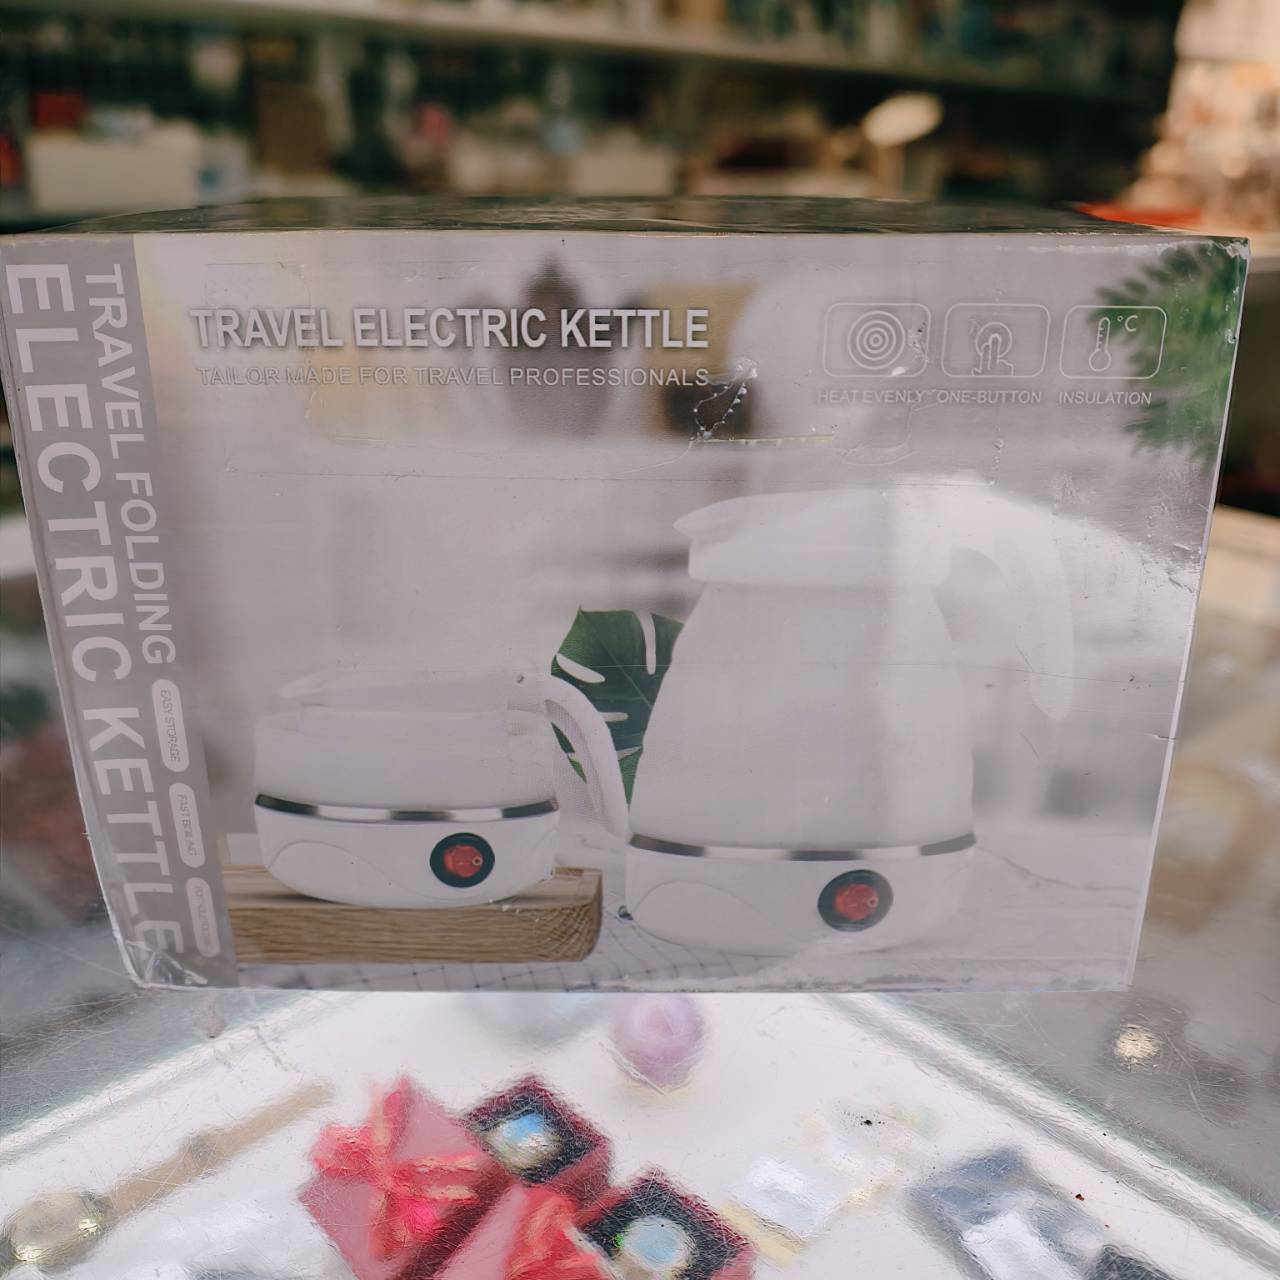 TRAVEL ELECTRIC KETTLE
TAILOR MADE FOR TRAVEL PROFESSIONALS
HEAT EVENLY
ONE-BUTTON
°C
INSULATION
TRAVEL FOLDING
ELECTRIC KETTLE
EASY STORAGE
FAST BOILING